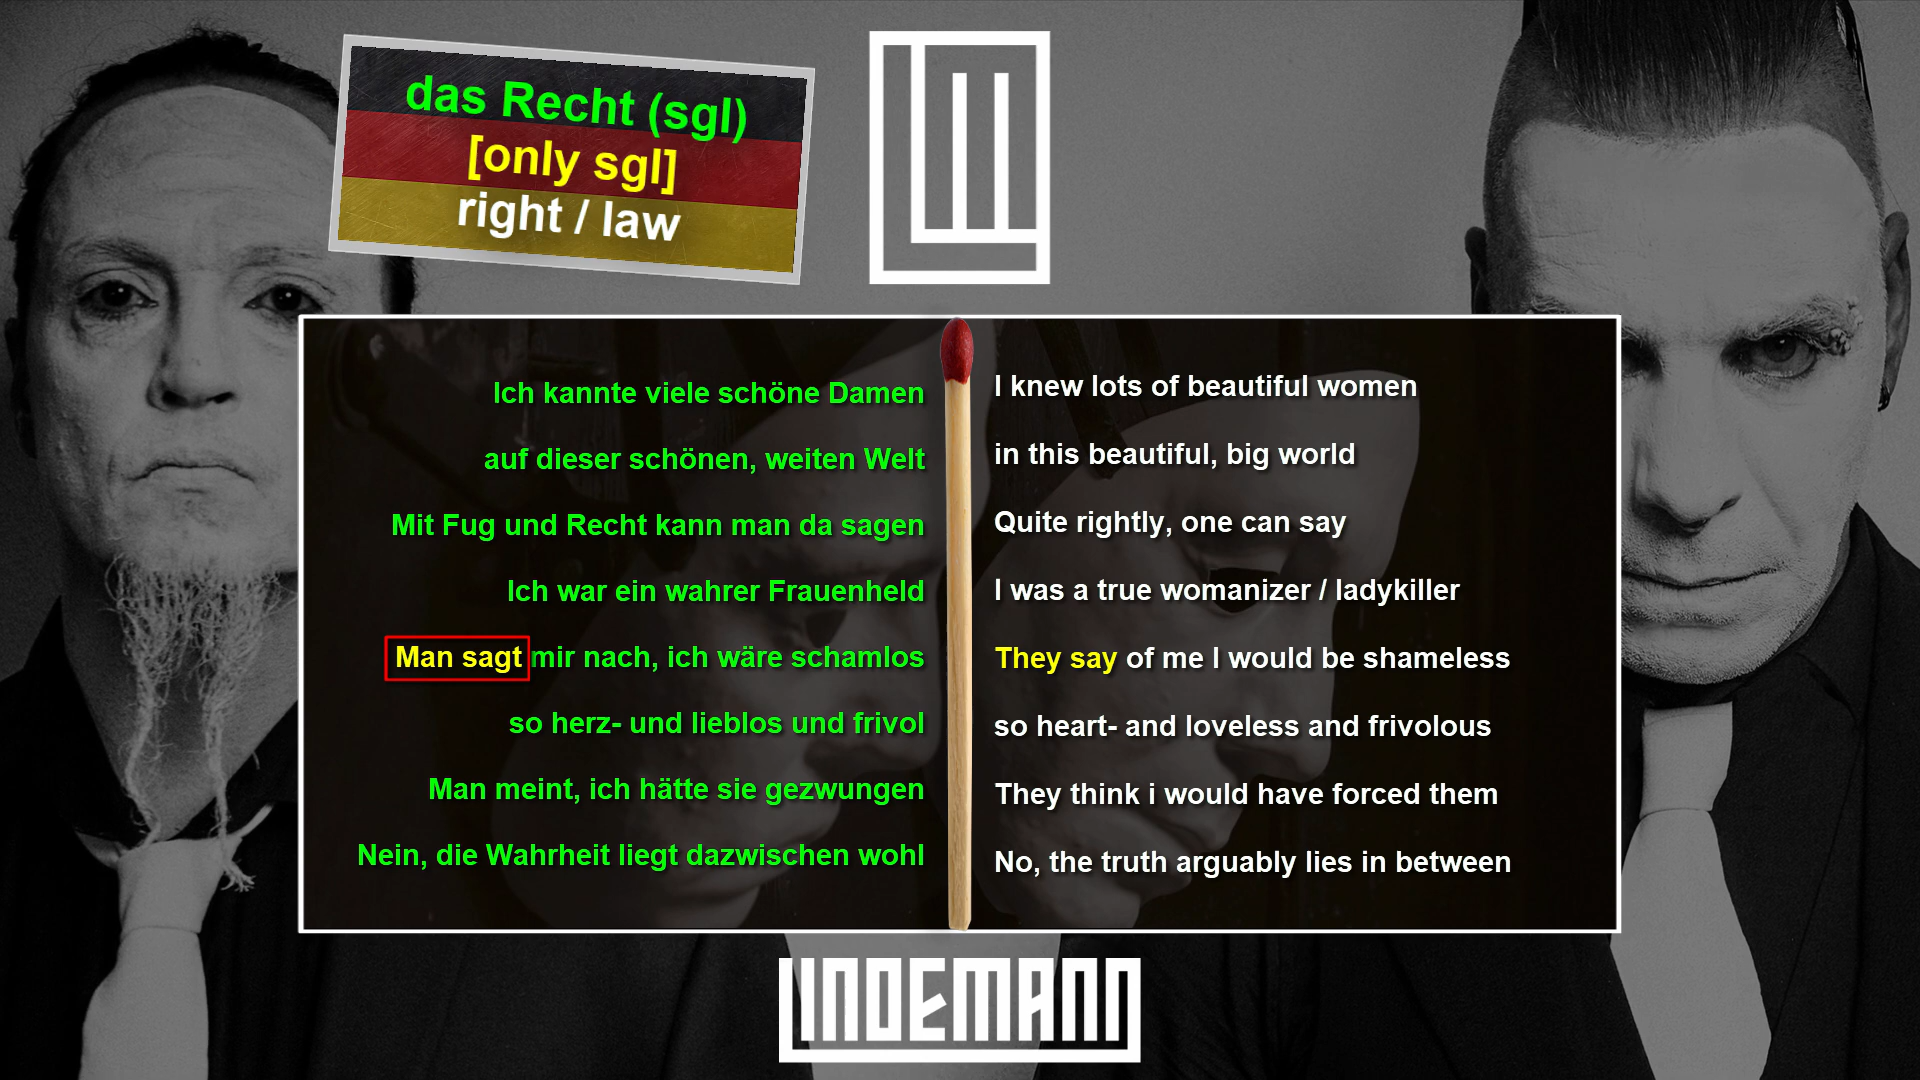 das Recht (sgl)
[only sgl]
right / law
Ich kannte viele schöne Damen
auf dieser schönen, weiten Welt
Mit Fug und Recht kann man da sagen
Ich war ein wahrer Frauenheld
Man sagt mir nach, ich wäre schamlos
so herz- und lieblos und frivol
Man meint, ich hätte sie gezwungen
Nein, die Wahrheit liegt dazwischen wohl
I knew lots of beautiful women
in this beautiful, big world
Quite rightly, one can say
I was a true womanizer / ladykiller
They say of me I would be shameless
so heart- and loveless and frivolous
They think i would have forced them
No, the truth arguably lies in between
LINDEMANN